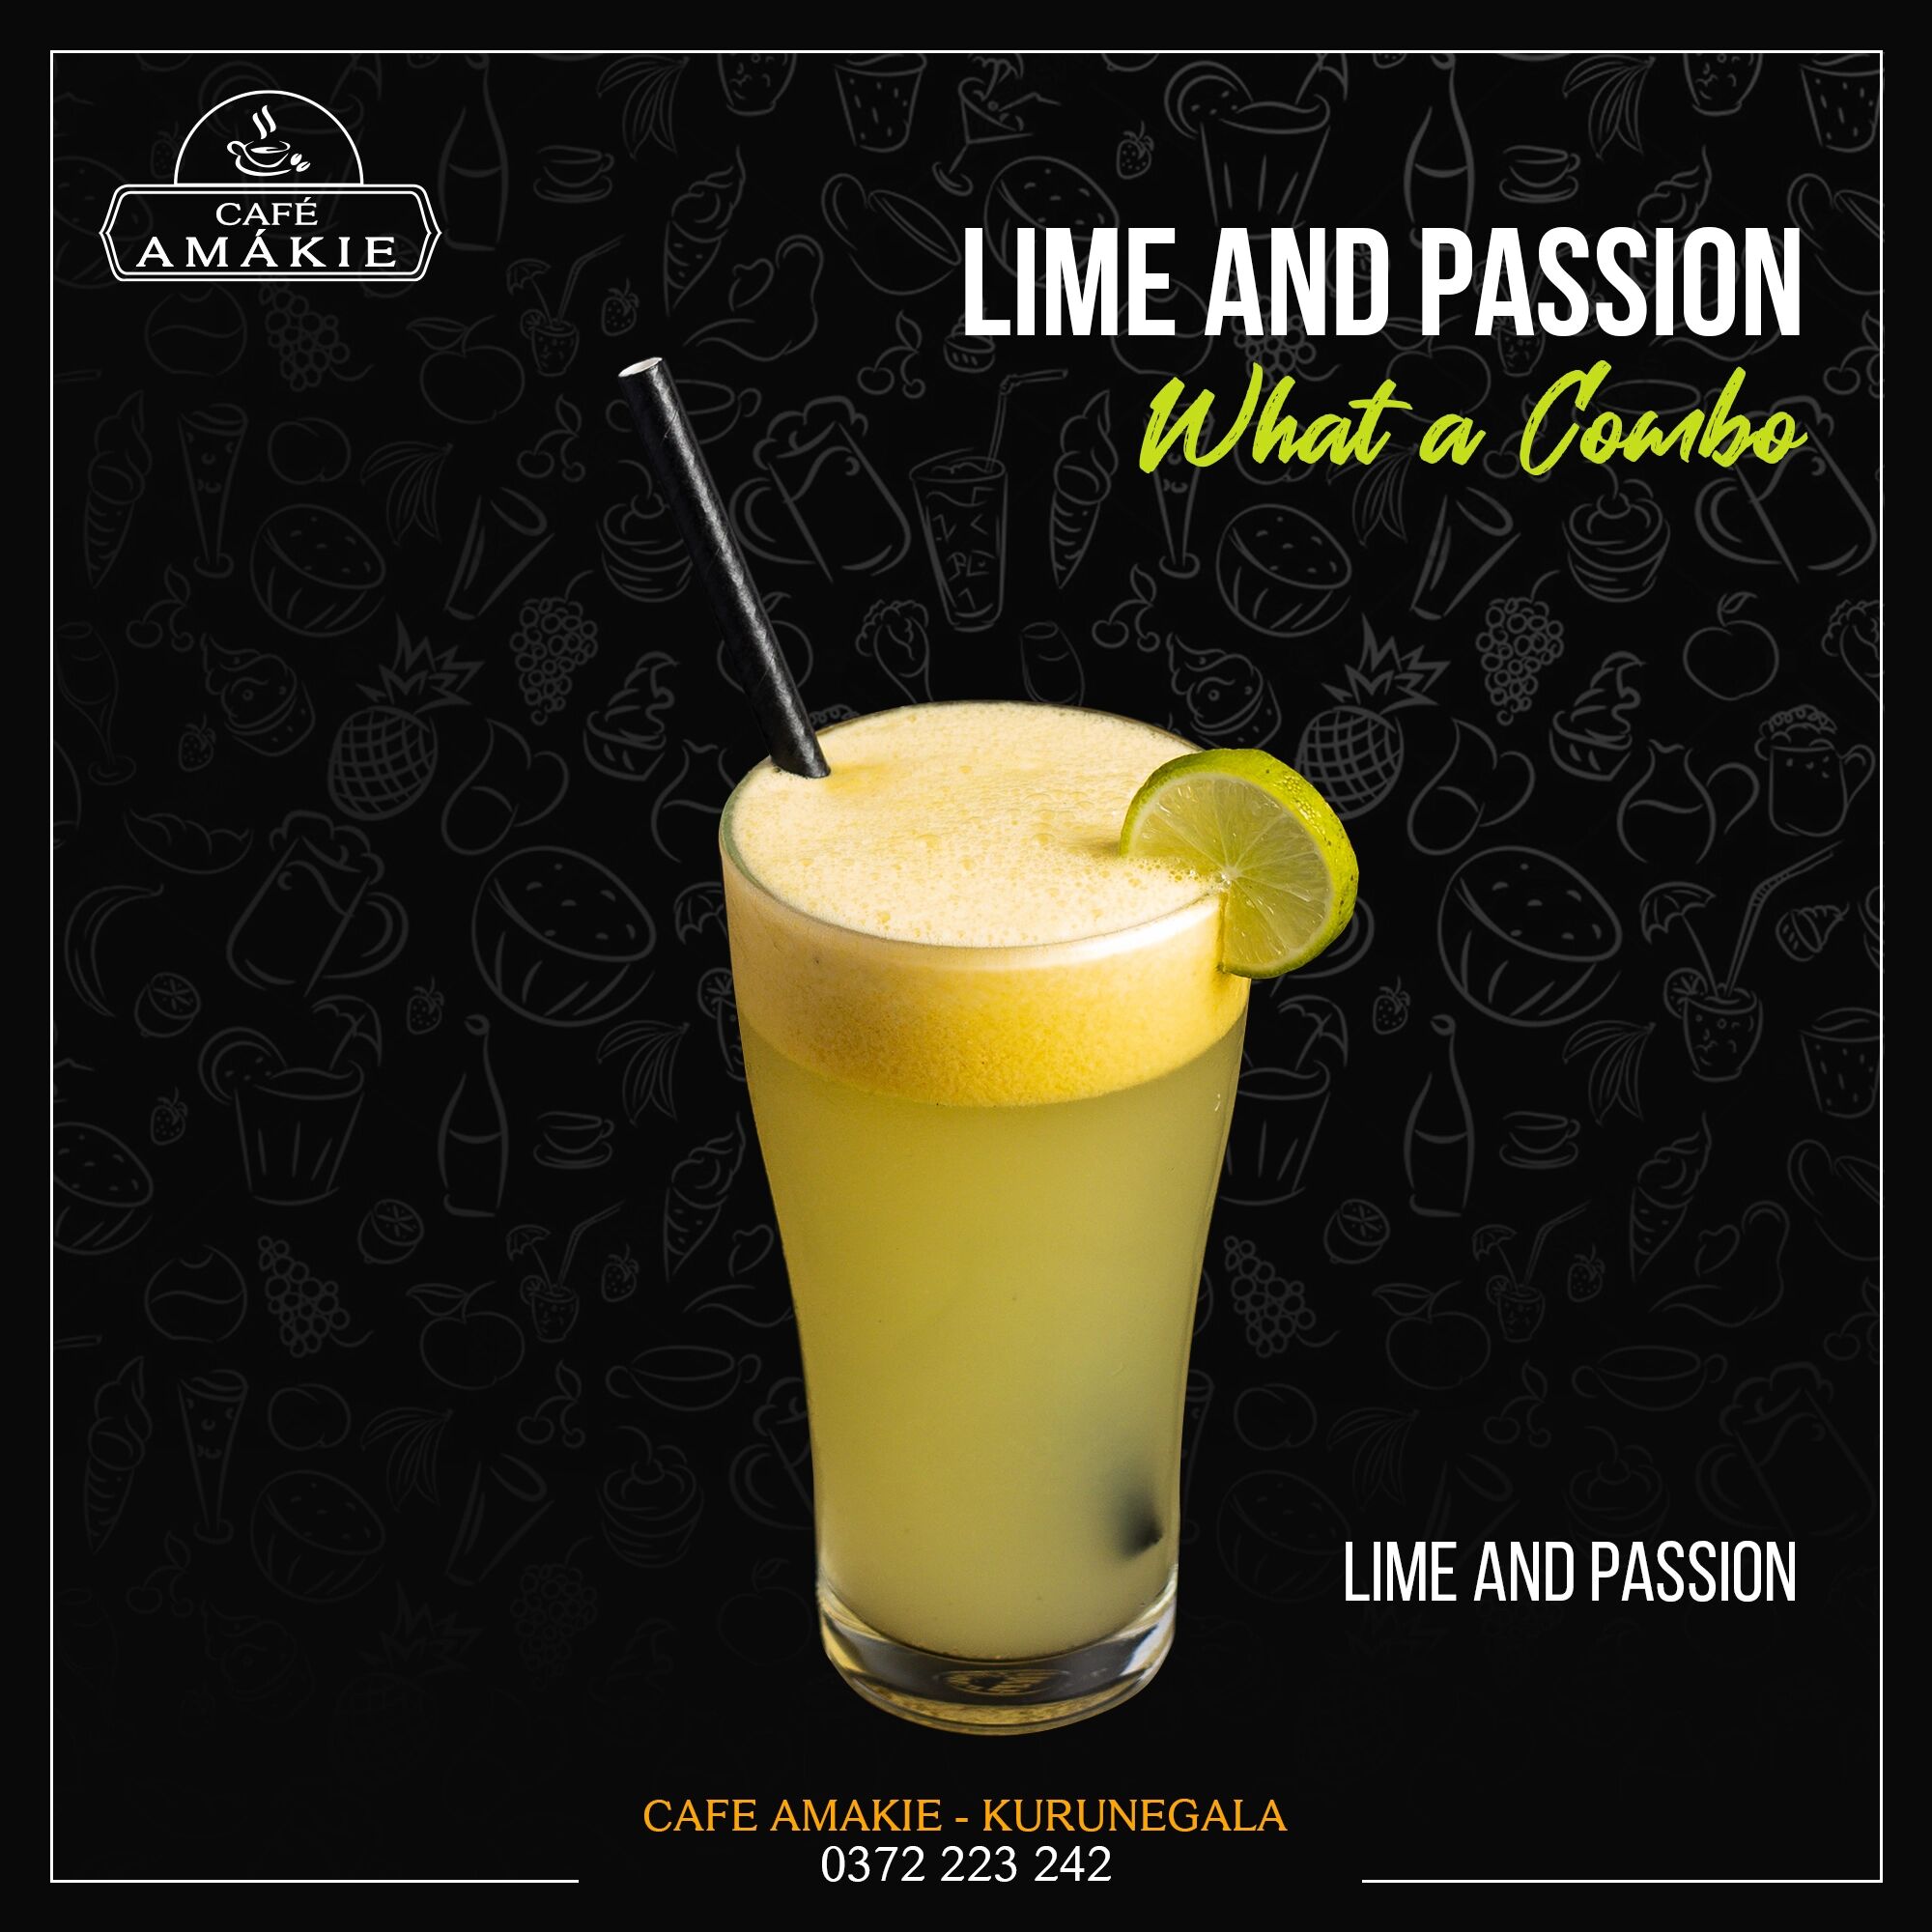 CAFÉ
AMÁKIE
LIME AND PASSION
What a Combo
LIME AND PASSION
CAFE AMAKIE - KURUNEGALA
0372 223 242